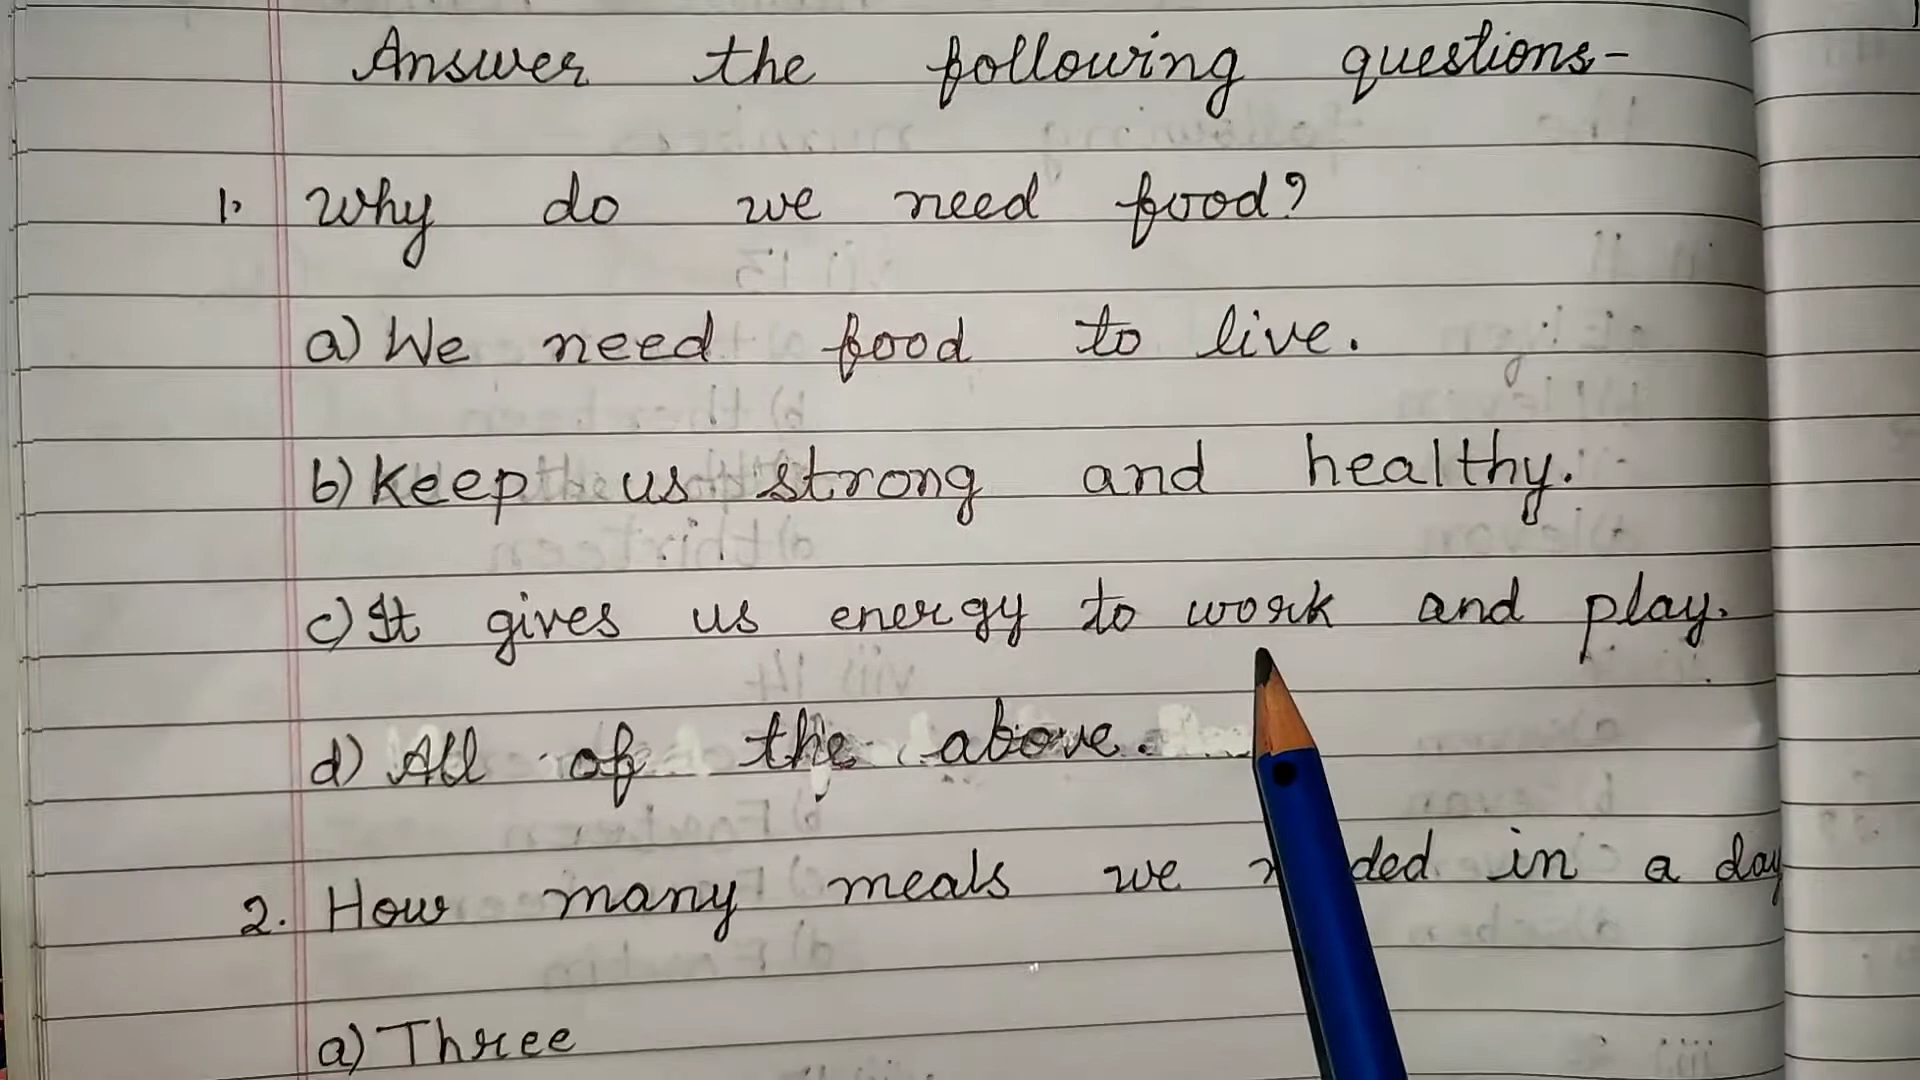 Answer the following questions-
1. Why do we need food?
a) We need food to live.
b) Keep us strong and healthy.
c) It gives us energy to work and play.
d) All of the above.
2. How many meals we in a day
a) Three